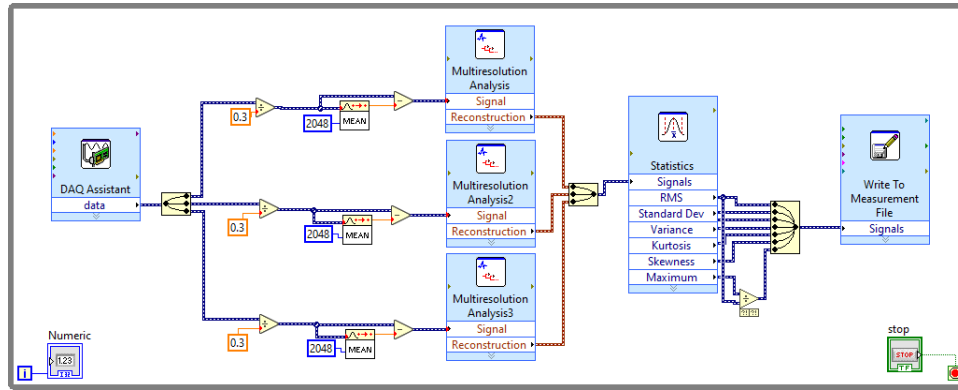 DAQ Assistant
data
0.3
2048
MEAN
Multiresolution
Analysis
Signal
Reconstruction
0.3
2048
MEAN
Multiresolution
Analysis2
Signal
Reconstruction
0.3
2048
MEAN
Multiresolution
Analysis3
Signal
Reconstruction
Statistics
Signals
RMS
Standard Dev
Variance
Kurtosis
Skewness
Maximum
?!
?!
Write To
Measurement
File
Signals
Numeric
1.23
I32
i
stop
STOP
TF